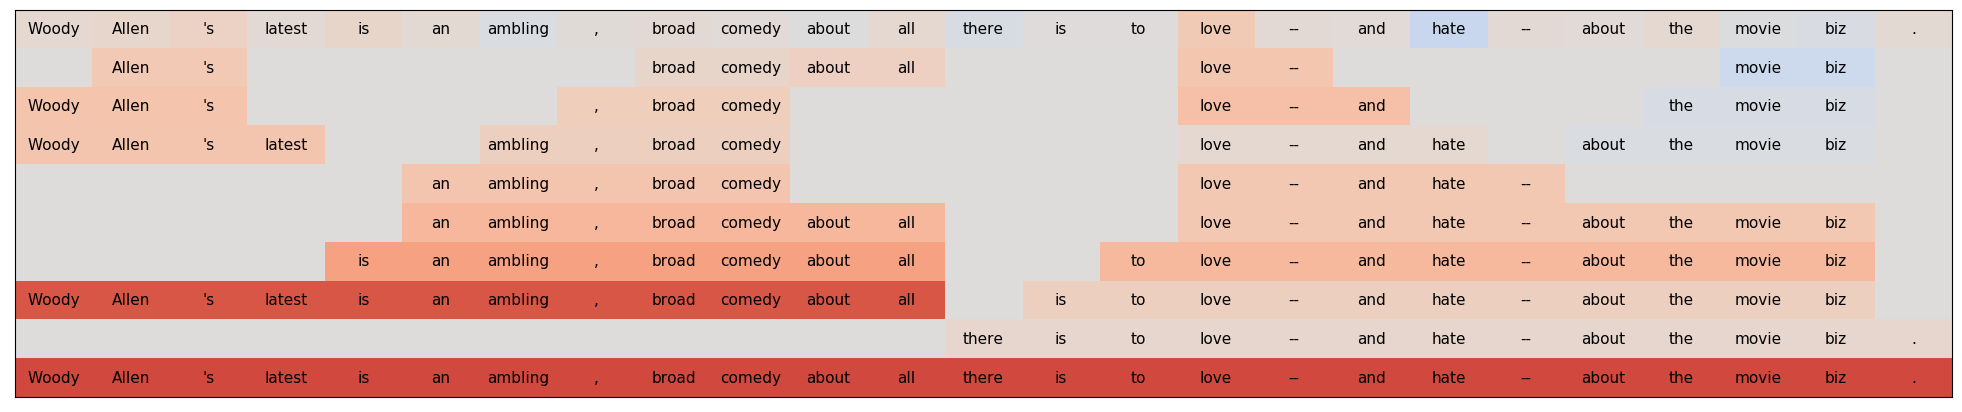 Woody Allen 's latest is an ambling , broad comedy about all there is to love -- and hate -- about the movie biz .
Allen 's broad comedy about all love -- movie biz
Woody Allen 's , broad comedy love -- and the movie biz
Woody Allen 's latest ambling , broad comedy love -- and hate about the movie biz
an ambling , broad comedy love -- and hate --
an ambling , broad comedy about all love -- and hate -- about the movie biz
is an ambling , broad comedy about all to love -- and hate -- about the movie biz
Woody Allen 's latest is an ambling , broad comedy about all is to love -- and hate -- about the movie biz
there is to love -- and hate -- about the movie biz .
Woody Allen 's latest is an ambling , broad comedy about all there is to love -- and hate -- about the movie biz .